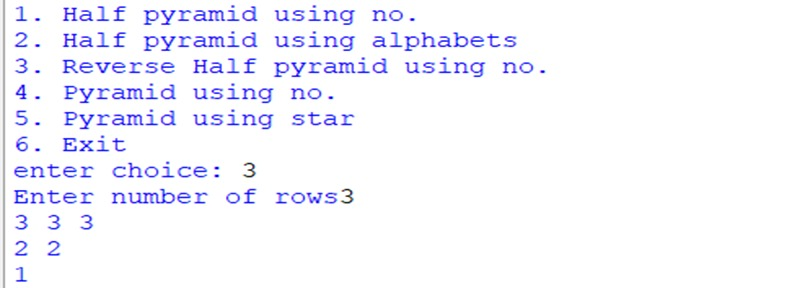 1. Half pyramid using no.
2. Half pyramid using alphabets
3. Reverse Half pyramid using no.
4. Pyramid using no.
5. Pyramid using star
6. Exit
enter choice: 3
Enter number of rows3
3 3 3
2 2
1